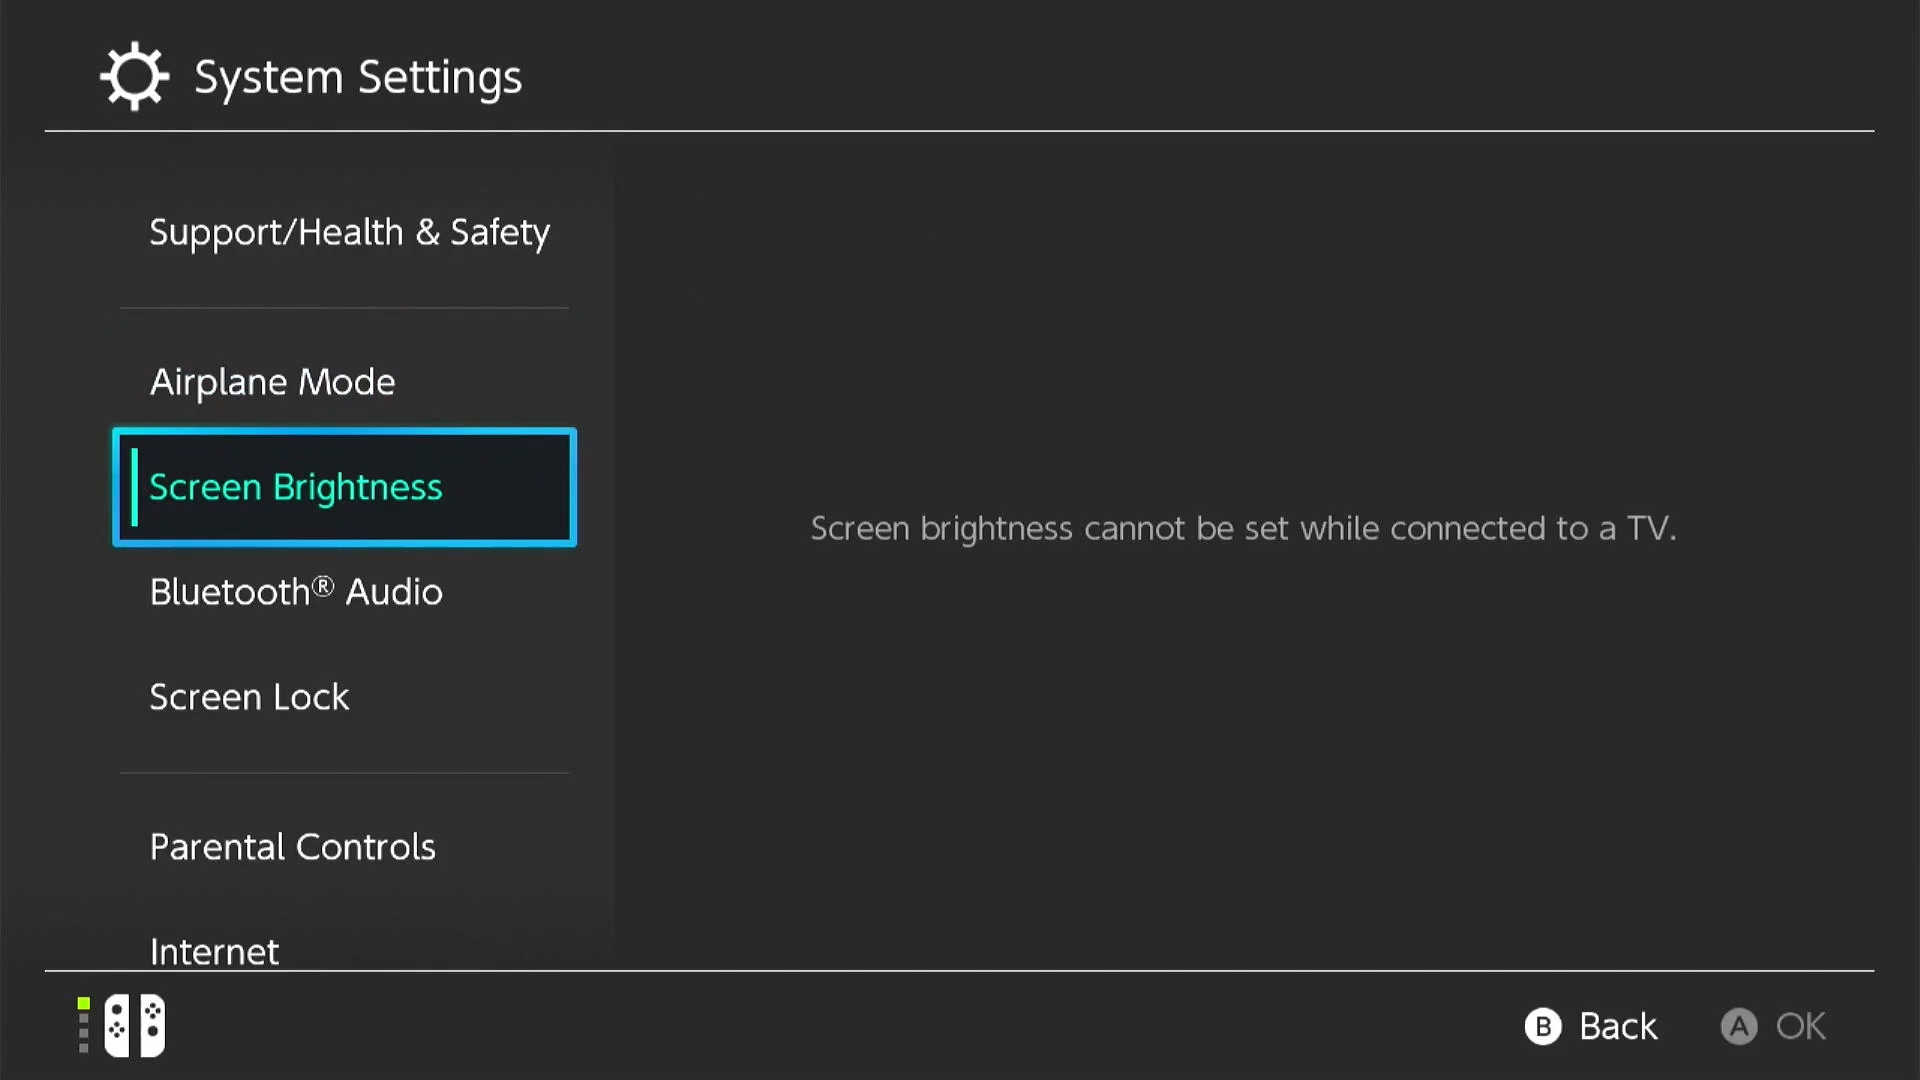 System Settings
Support/Health & Safety
Airplane Mode
Screen Brightness
Bluetooth® Audio
Screen Lock
Parental Controls
Internet
Screen brightness cannot be set while connected to a TV.
B Back
A OK